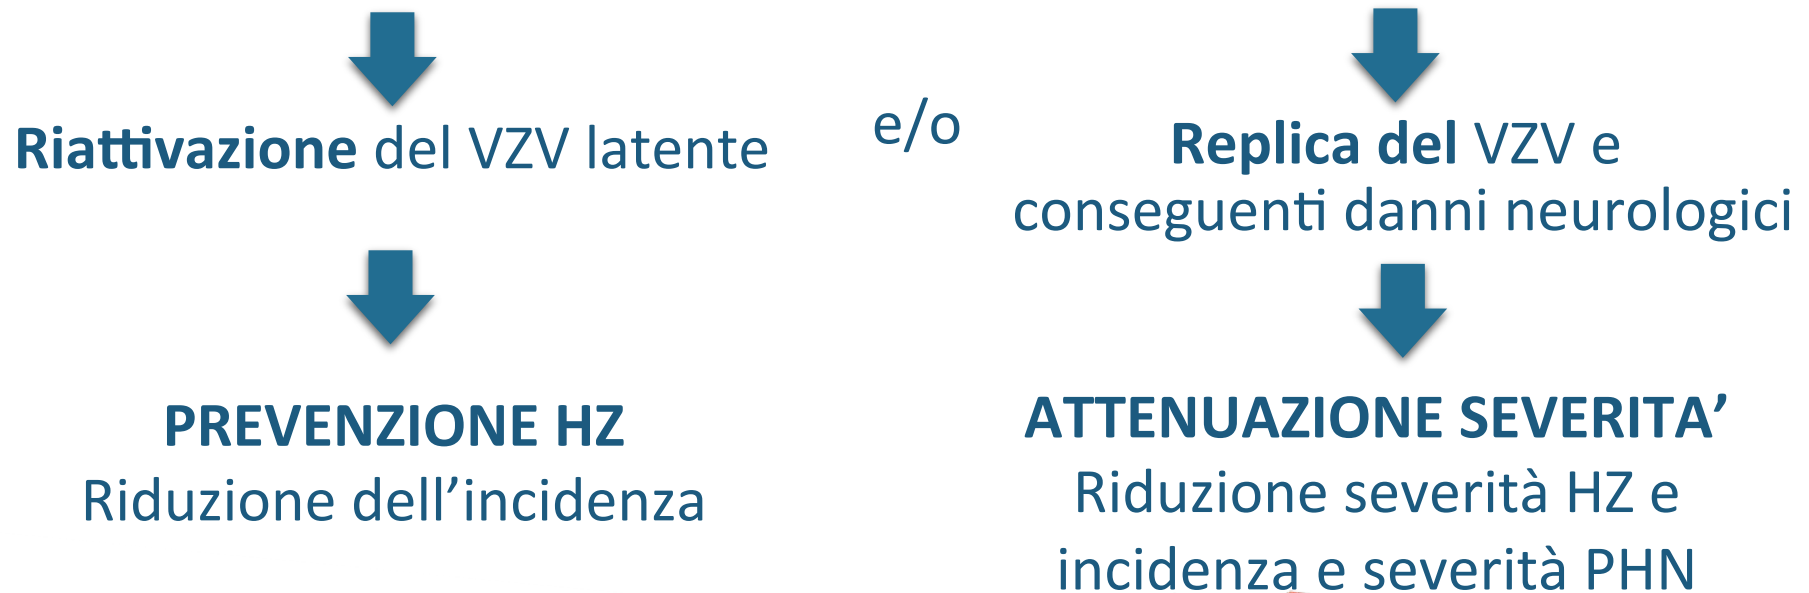 Riattivazione del VZV latente
e/o
Replica del VZV e
conseguenti danni neurologici
PREVENZIONE HZ
Riduzione dell’incidenza
ATTENUAZIONE SEVERITA’
Riduzione severità HZ e
incidenza e severità PHN